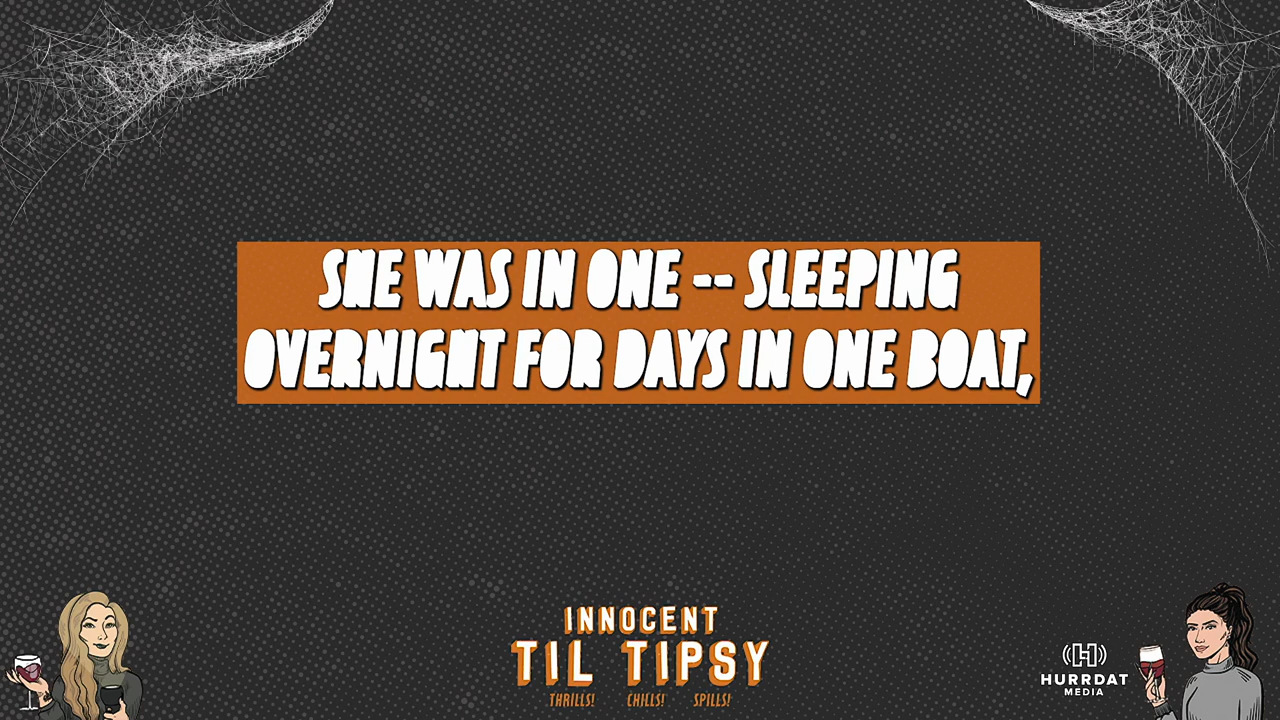 SHE WAS IN ONE -- SLEEPING
OVERNIGHT FOR DAYS IN ONE BOAT,
INNOCENT
TIL TIPSY
THRILLS! CHILLS! SPILLS!
HURRDAT
MEDIA